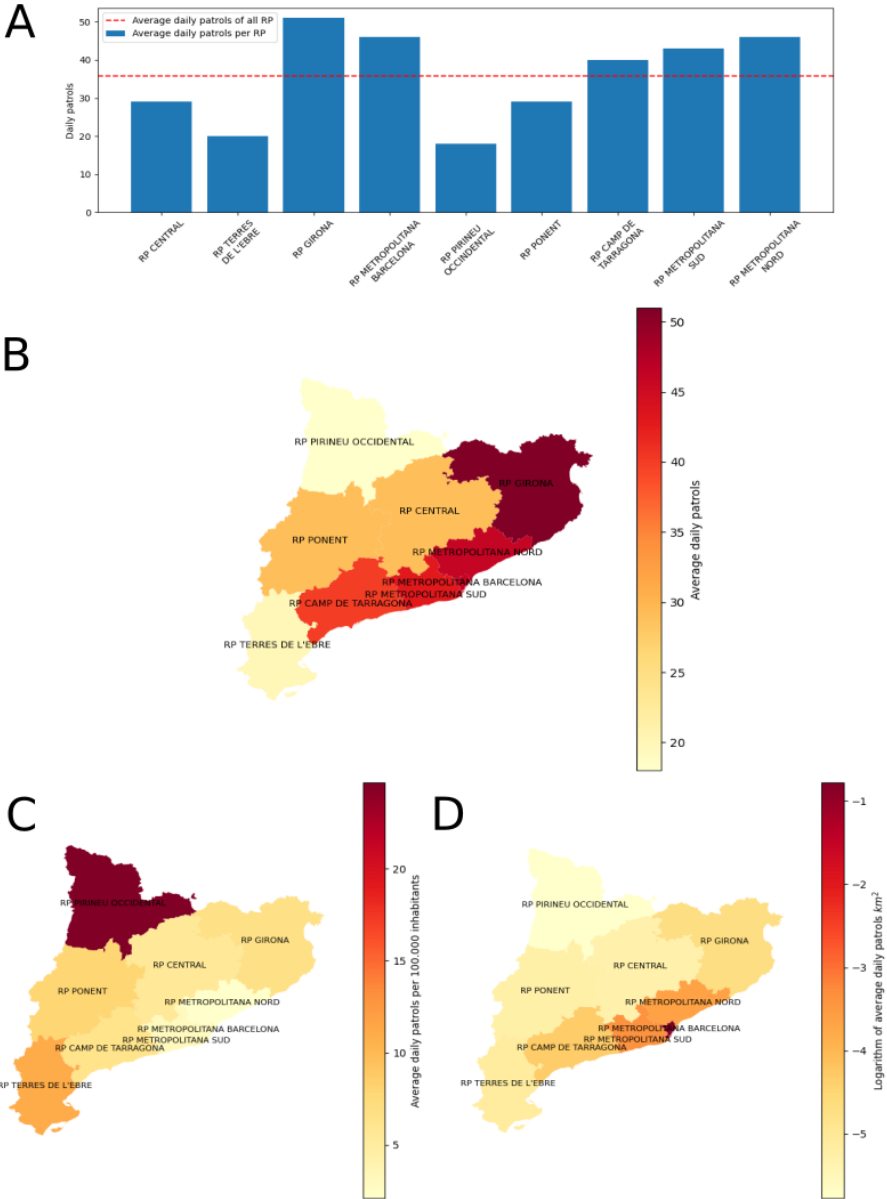 A
Average daily patrols of all RP
Average daily patrols per RP
Daily patrols
50
40
30
20
10
0
RP CENTRAL
RP TERRES
DE L'EBRE
RP GIRONA
RP METROPOLITANA
BARCELONA
RP PIRINEU
OCCIDENTAL
RP PONENT
RP CAMP DE
TARRAGONA
RP METROPOLITANA
SUD
RP METROPOLITANA
NORD
B
RP PIRINEU OCCIDENTAL
RP GIRONA
RP CENTRAL
RP PONENT
RP METROPOLITANA NORD
RP METROPOLITANA BARCELONA
RP METROPOLITANA SUD
RP CAMP DE TARRAGONA
RP TERRES DE L'EBRE
50
45
40
35
30
25
20
Average daily patrols
C
RP PIRINEU OCCIDENTAL
RP GIRONA
RP CENTRAL
RP PONENT
RP METROPOLITANA NORD
RP METROPOLITANA BARCELONA
RP METROPOLITANA SUD
RP CAMP DE TARRAGONA
RP TERRES DE L'EBRE
20
15
10
5
Average daily patrols per 100.000 inhabitants
D
RP PIRINEU OCCIDENTAL
RP GIRONA
RP CENTRAL
RP PONENT
RP METROPOLITANA NORD
RP METROPOLITANA BARCELONA
RP METROPOLITANA SUD
RP CAMP DE TARRAGONA
RP TERRES DE L'EBRE
−1
−2
−3
−4
−5
Logarithm of average daily patrols km²